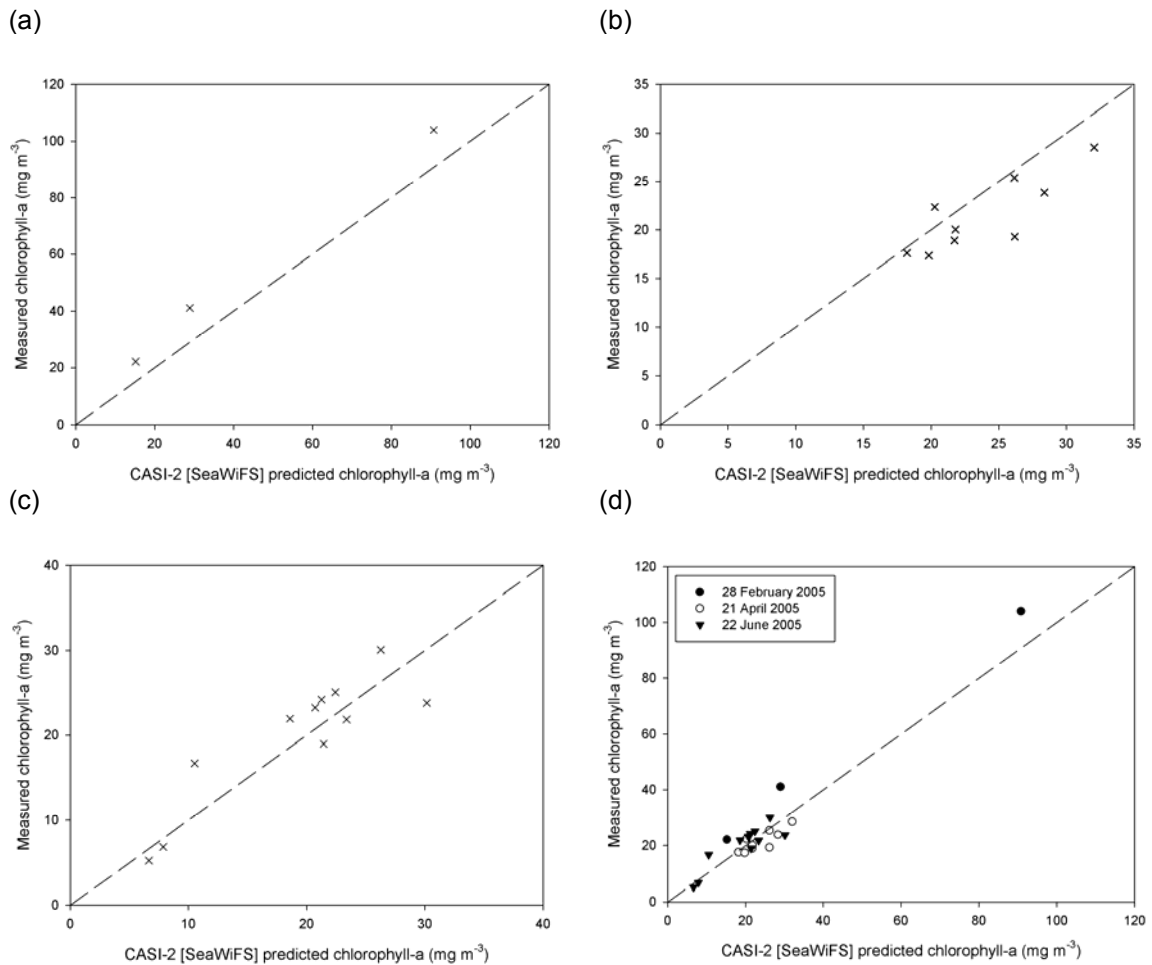 (a)
120
100
80
60
40
20
0
Measured chlorophyll-a (mg m⁻³)
0 20 40 60 80 100 120
CASI-2 [SeaWiFS] predicted chlorophyll-a (mg m⁻³)
(b)
35
30
25
20
15
10
5
0
Measured chlorophyll-a (mg m⁻³)
0 5 10 15 20 25 30 35
CASI-2 [SeaWiFS] predicted chlorophyll-a (mg m⁻³)
(c)
40
30
20
10
0
Measured chlorophyll-a (mg m⁻³)
0 10 20 30 40
CASI-2 [SeaWiFS] predicted chlorophyll-a (mg m⁻³)
(d)
120
100
80
60
40
20
0
Measured chlorophyll-a (mg m⁻³)
28 February 2005
21 April 2005
22 June 2005
0 20 40 60 80 100 120
CASI-2 [SeaWiFS] predicted chlorophyll-a (mg m⁻³)